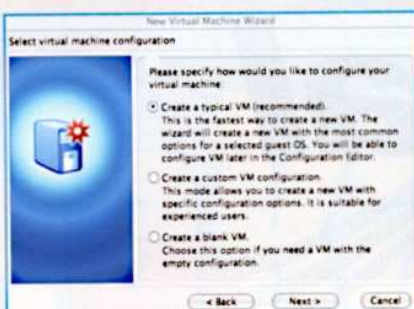 New Virtual Machine Wizard
Select virtual machine configuration
Please specify how would you like to configure your
virtual machine
Create a typical VM (recommended).
This is the fastest way to create a new VM. The
wizard will create a new VM with the most common
options for a selected guest OS. You will be able to
configure VM later in the Configuration Editor.
Create a custom VM configuration.
This mode allows you to create a new VM with
specific configuration options. It is suitable for
experienced users.
Create a blank VM.
Choose this option if you need a VM with the
empty configuration.
< Back
Next >
Cancel